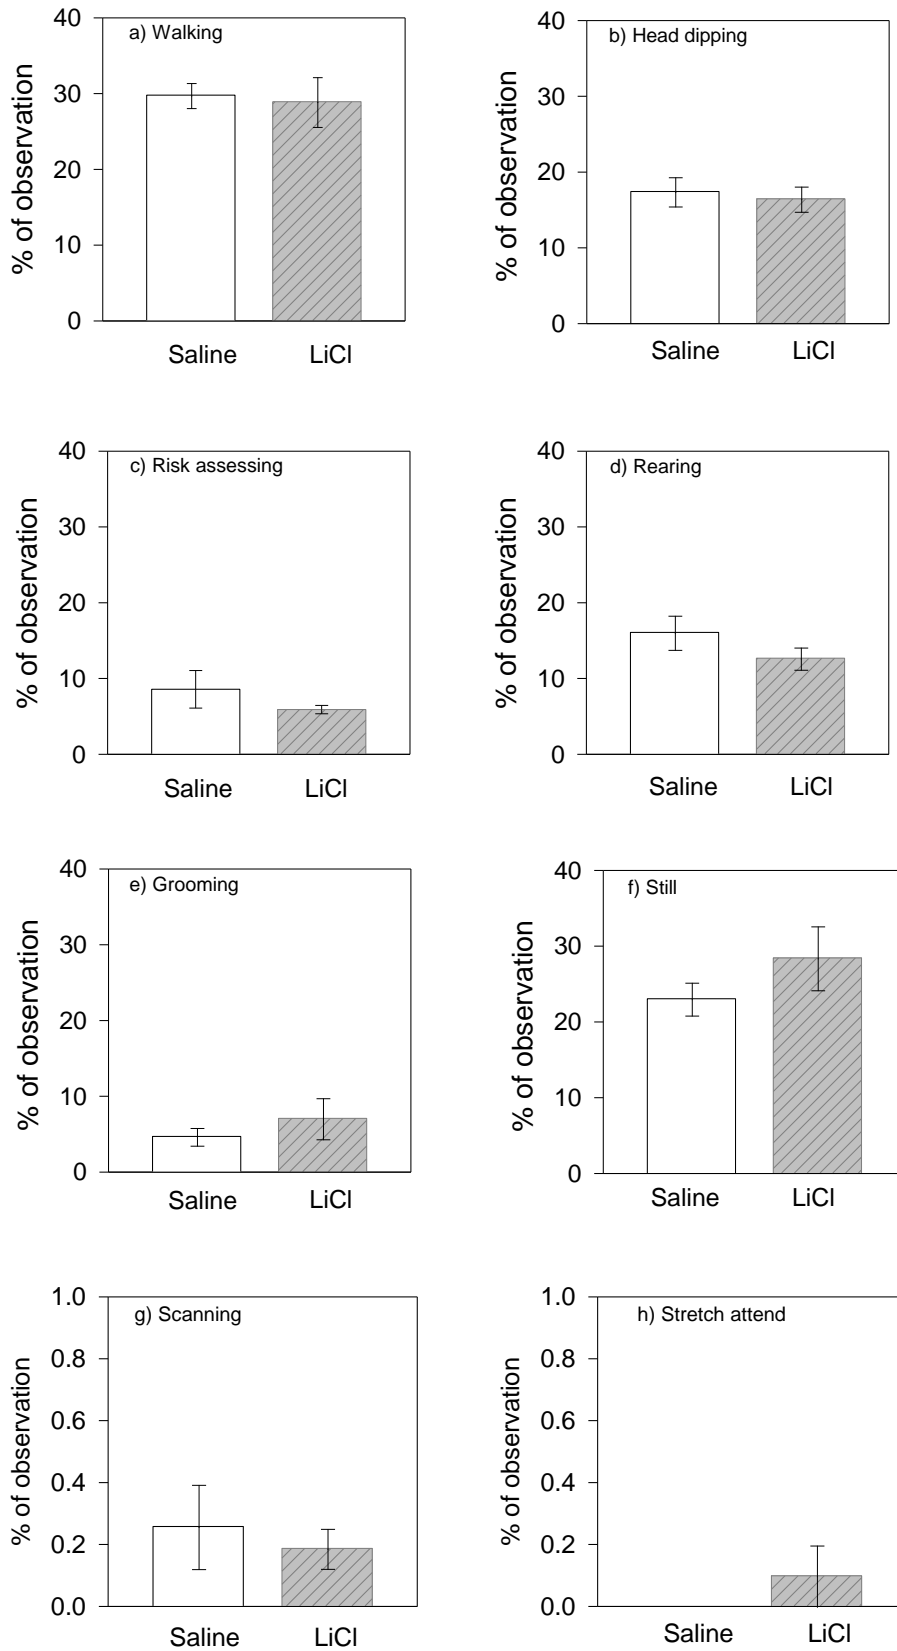 a) Walking
40
30
20
10
0
% of observation
Saline
LiCl
b) Head dipping
40
30
20
10
0
% of observation
Saline
LiCl
c) Risk assessing
40
30
20
10
0
% of observation
Saline
LiCl
d) Rearing
40
30
20
10
0
% of observation
Saline
LiCl
e) Grooming
40
30
20
10
0
% of observation
Saline
LiCl
f) Still
40
30
20
10
0
% of observation
Saline
LiCl
g) Scanning
1.0
0.8
0.6
0.4
0.2
0.0
% of observation
Saline
LiCl
h) Stretch attend
1.0
0.8
0.6
0.4
0.2
0.0
% of observation
Saline
LiCl